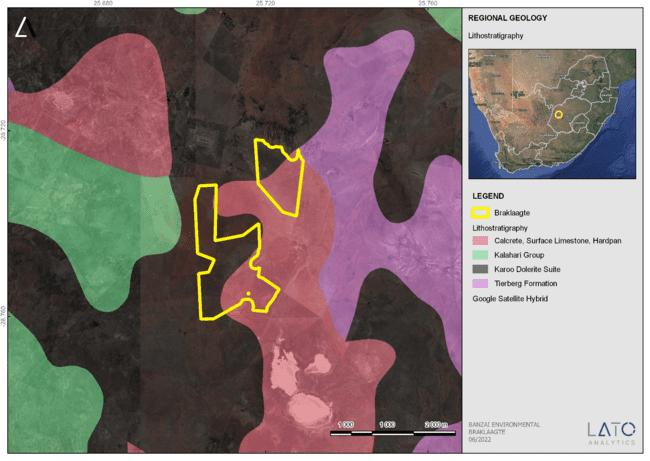 25.680 25.720 25.760
-28.720
-28.760
1 000 1 000 2 000 m
REGIONAL GEOLOGY
Lithostratigraphy
LEGEND
Braklaagte
Lithostratigraphy
Calcrete, Surface Limestone, Hardpan
Kalahari Group
Karoo Dolerite Suite
Tierberg Formation
Google Satellite Hybrid
BANZAI ENVIRONMENTAL
BRAKLAAGTE
06/2022
LATO
ANALYTICS